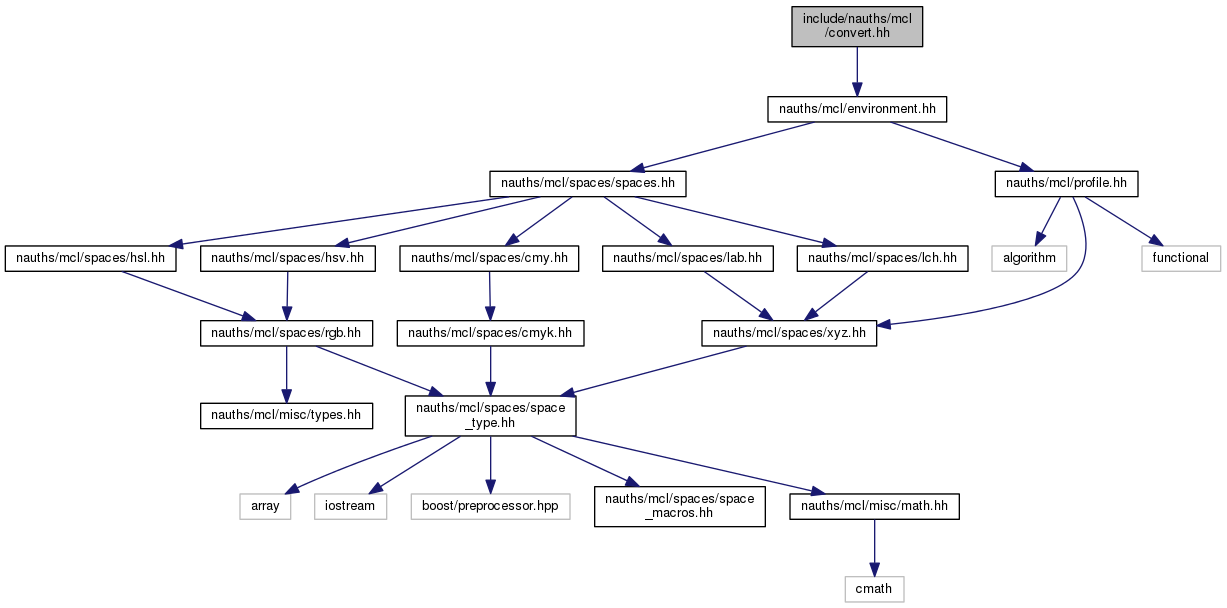 include/nauths/mcl
/convert.hh
nauths/mcl/environment.hh
nauths/mcl/spaces/spaces.hh
nauths/mcl/profile.hh
nauths/mcl/spaces/hsl.hh
nauths/mcl/spaces/hsv.hh
nauths/mcl/spaces/cmy.hh
nauths/mcl/spaces/lab.hh
nauths/mcl/spaces/lch.hh
algorithm
functional
nauths/mcl/spaces/rgb.hh
nauths/mcl/spaces/cmyk.hh
nauths/mcl/spaces/xyz.hh
nauths/mcl/misc/types.hh
nauths/mcl/spaces/space
_type.hh
array
iostream
boost/preprocessor.hpp
nauths/mcl/spaces/space
_macros.hh
nauths/mcl/misc/math.hh
cmath